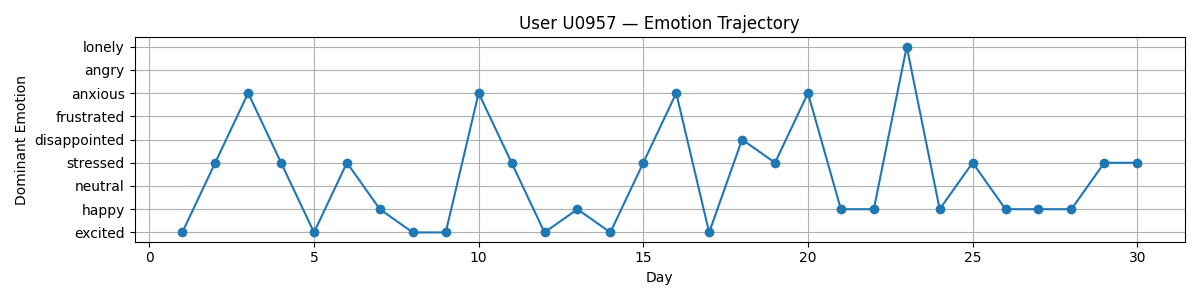 User U0957 — Emotion Trajectory
Dominant Emotion
lonely
angry
anxious
frustrated
disappointed
stressed
neutral
happy
excited
0 5 10 15 20 25 30
Day